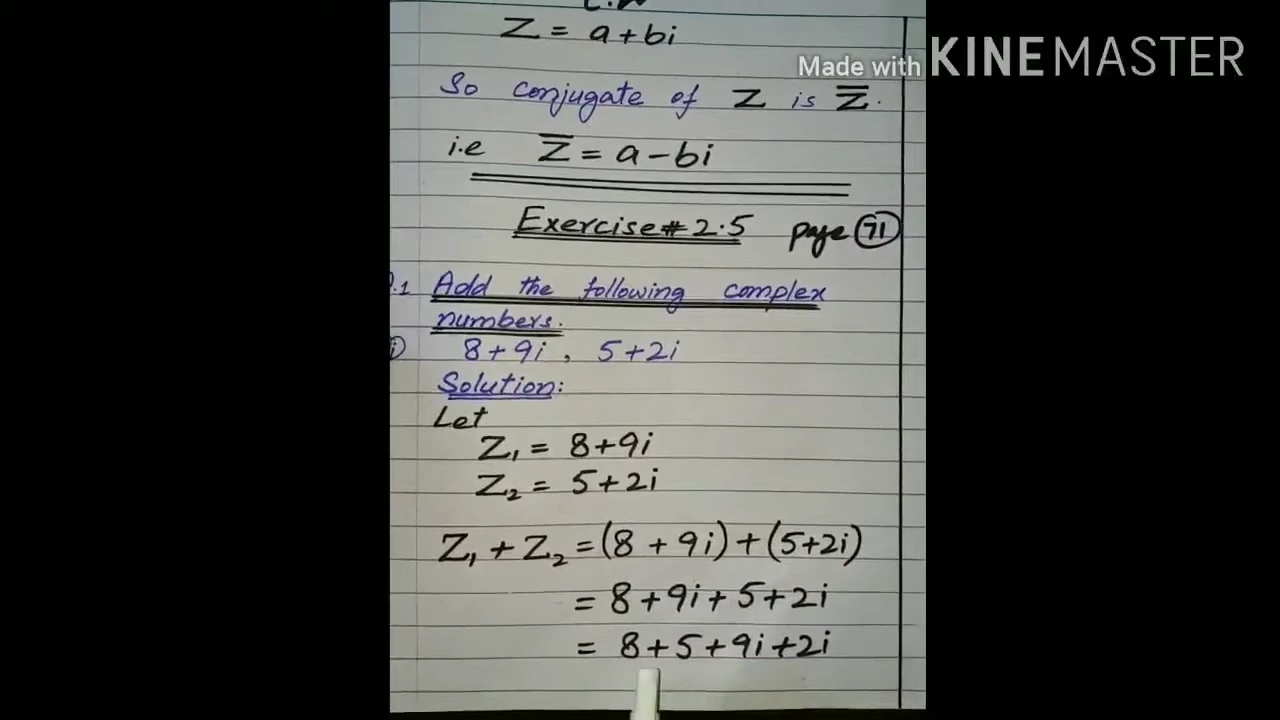 Z = a+bi
Made with KINEMASTER
So conjugate of Z is Z̅.
i.e Z̅ = a-bi
Exercise# 2.5 page 71
.1 Add the following complex
numbers.
i) 8+9i , 5+2i
Solution:
Let
Z₁ = 8+9i
Z₂ = 5+2i
Z₁ + Z₂ = (8 + 9i) + (5+2i)
= 8+9i+5+2i
= 8+5+9i+2i